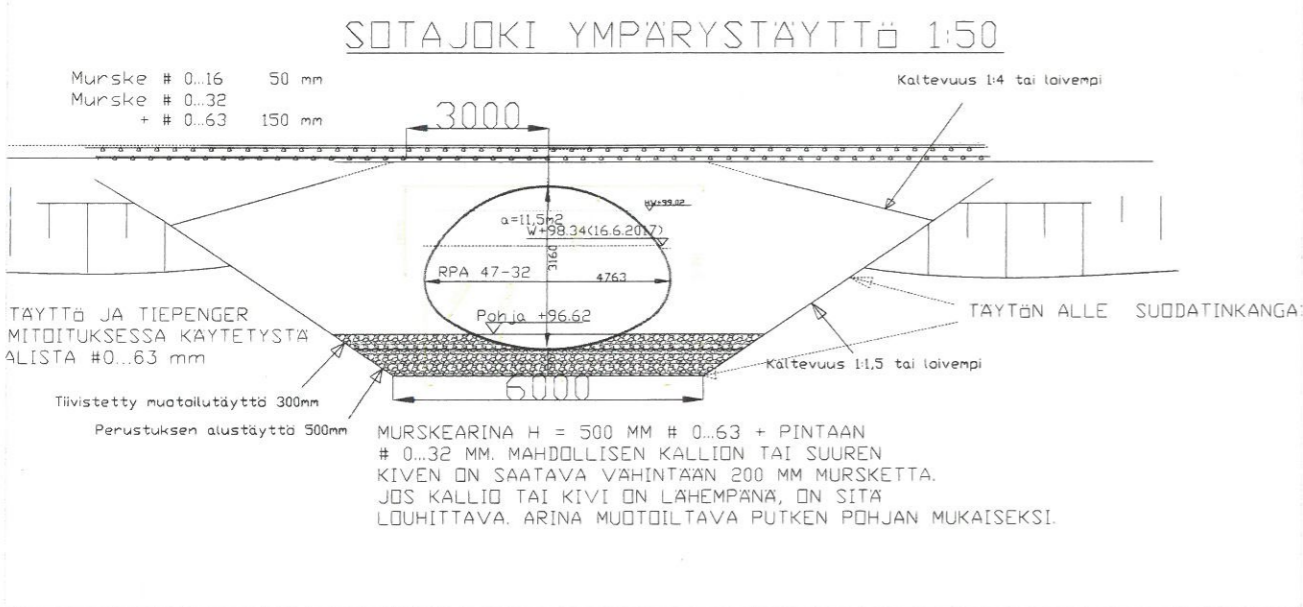 SOTAJOKI YMPÄRYSTÄYTTÖ 1:50
Murske # 0...16 50 mm
Murske # 0...32
+ # 0...63 150 mm
3000
Kaltevuus 1:4 tai loivempi
HW+99.02
a=11,5m2
W+98.34(16.6.2017)
3160
RPA 47-32
4763
Pohja +96.62
TÄYTTÖ JA TIEPENGER
MITOITUKSESSA KÄYTETYSTÄ
ALISTA #0...63 mm
TÄYTÖN ALLE SUODATINKANGA
Kaltevuus 1:1,5 tai loivempi
6000
Tiivistetty muotoilutäyttö 300mm
Perustuksen alustäyttö 500mm
MURSKEARINA H = 500 MM # 0...63 + PINTAAN
# 0...32 MM. MAHDOLLISEN KALLION TAI SUUREN
KIVEN ON SAATAVA VÄHINTÄÄN 200 MM MURSKETTA.
JOS KALLIO TAI KIVI ON LÄHEMPÄNÄ, ON SITÄ
LOUHITTAVA. ARINA MUOTOILTAVA PUTKEN POHJAN MUKAISEKSI.